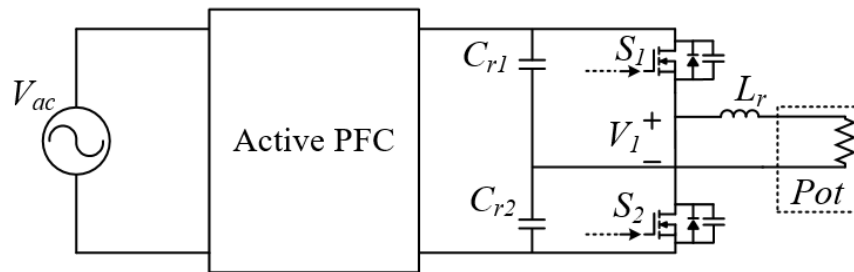 V_ac
Active PFC
C_r1
C_r2
S_1
S_2
V_1 + −
L_r
Pot